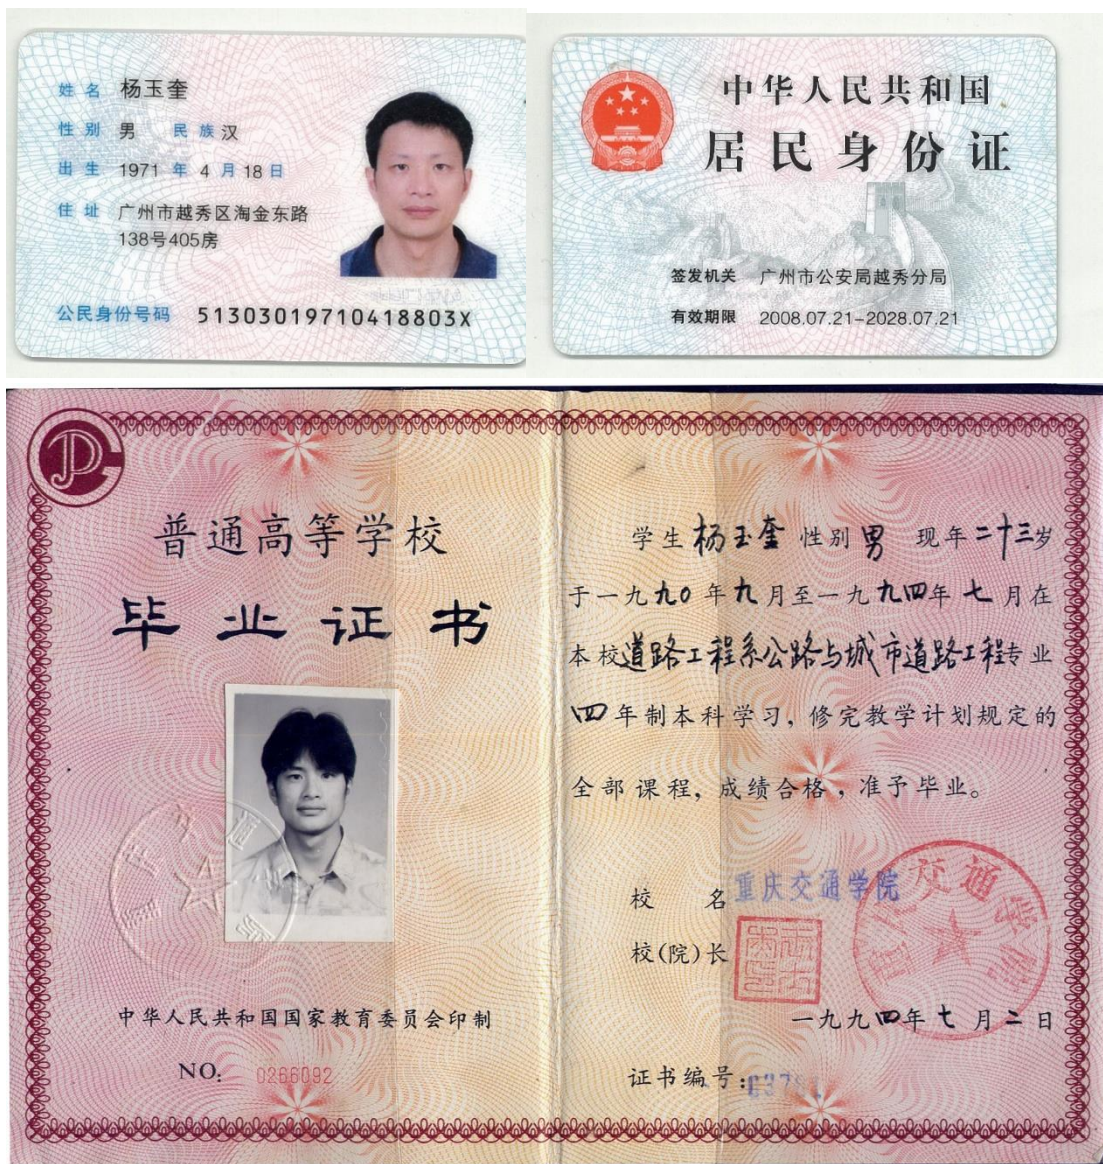 姓名 杨玉奎
性别 男 民族 汉
出生 1971 年 4 月 18 日
住址 广州市越秀区淘金东路
138号405房
公民身份号码 51303019710418803X
中华人民共和国
居民身份证
签发机关 广州市公安局越秀分局
有效期限 2008.07.21-2028.07.21
普通高等学校
毕业证书
中华人民共和国国家教育委员会印制
NO: 0266092
学生 杨玉奎 性别 男 现年 二十三岁
于一九九〇年九月至一九九四年七月在
本校道路工程系公路与城市道路工程专业
四年制本科学习，修完教学计划规定的
全部课程，成绩合格，准予毕业。
校名 重庆交通学院
校(院)长
重庆交通学院
一九九四年七月二日
证书编号: